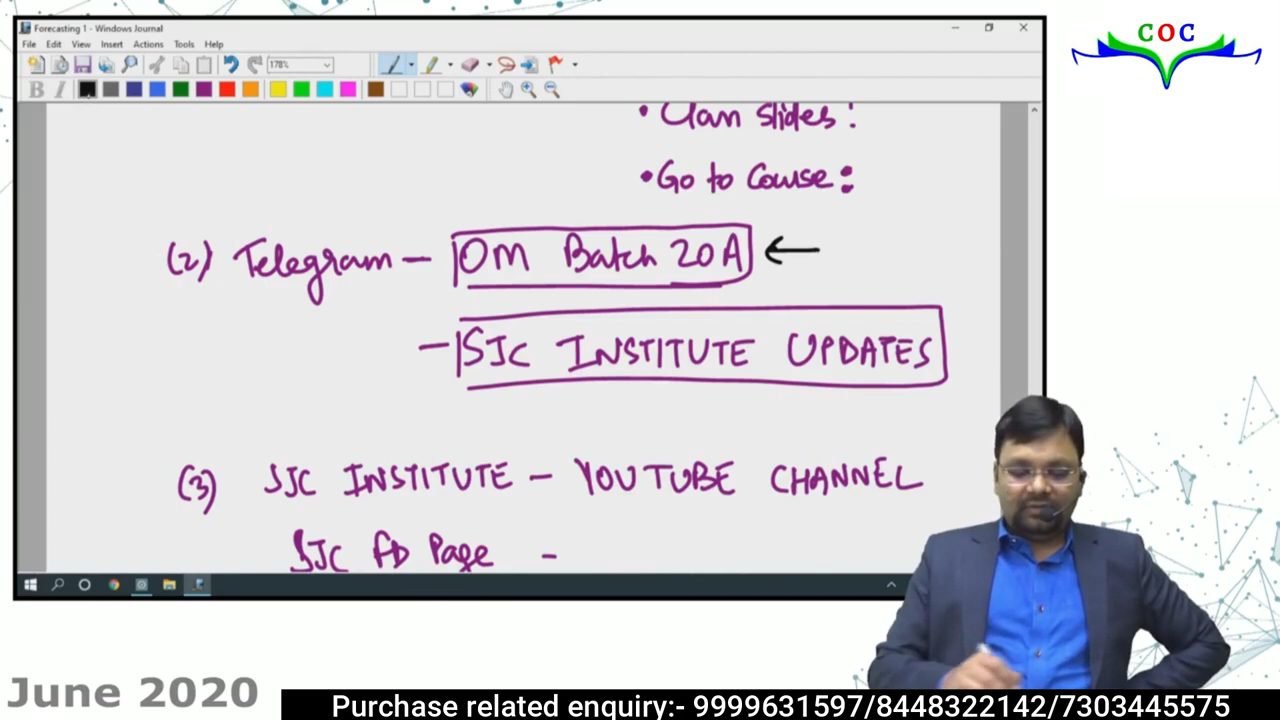 Forecasting 1 - Windows Journal
COC
File Edit View Insert Actions Tools Help
178%
B I
• Class Slides :
• Go to Course :
(2) Telegram - OM Batch 20A ←
- SJC INSTITUTE UPDATES
(3) SJC INSTITUTE - YOUTUBE CHANNEL
SJC FB Page -
June 2020
Purchase related enquiry:- 9999631597/8448322142/7303445575